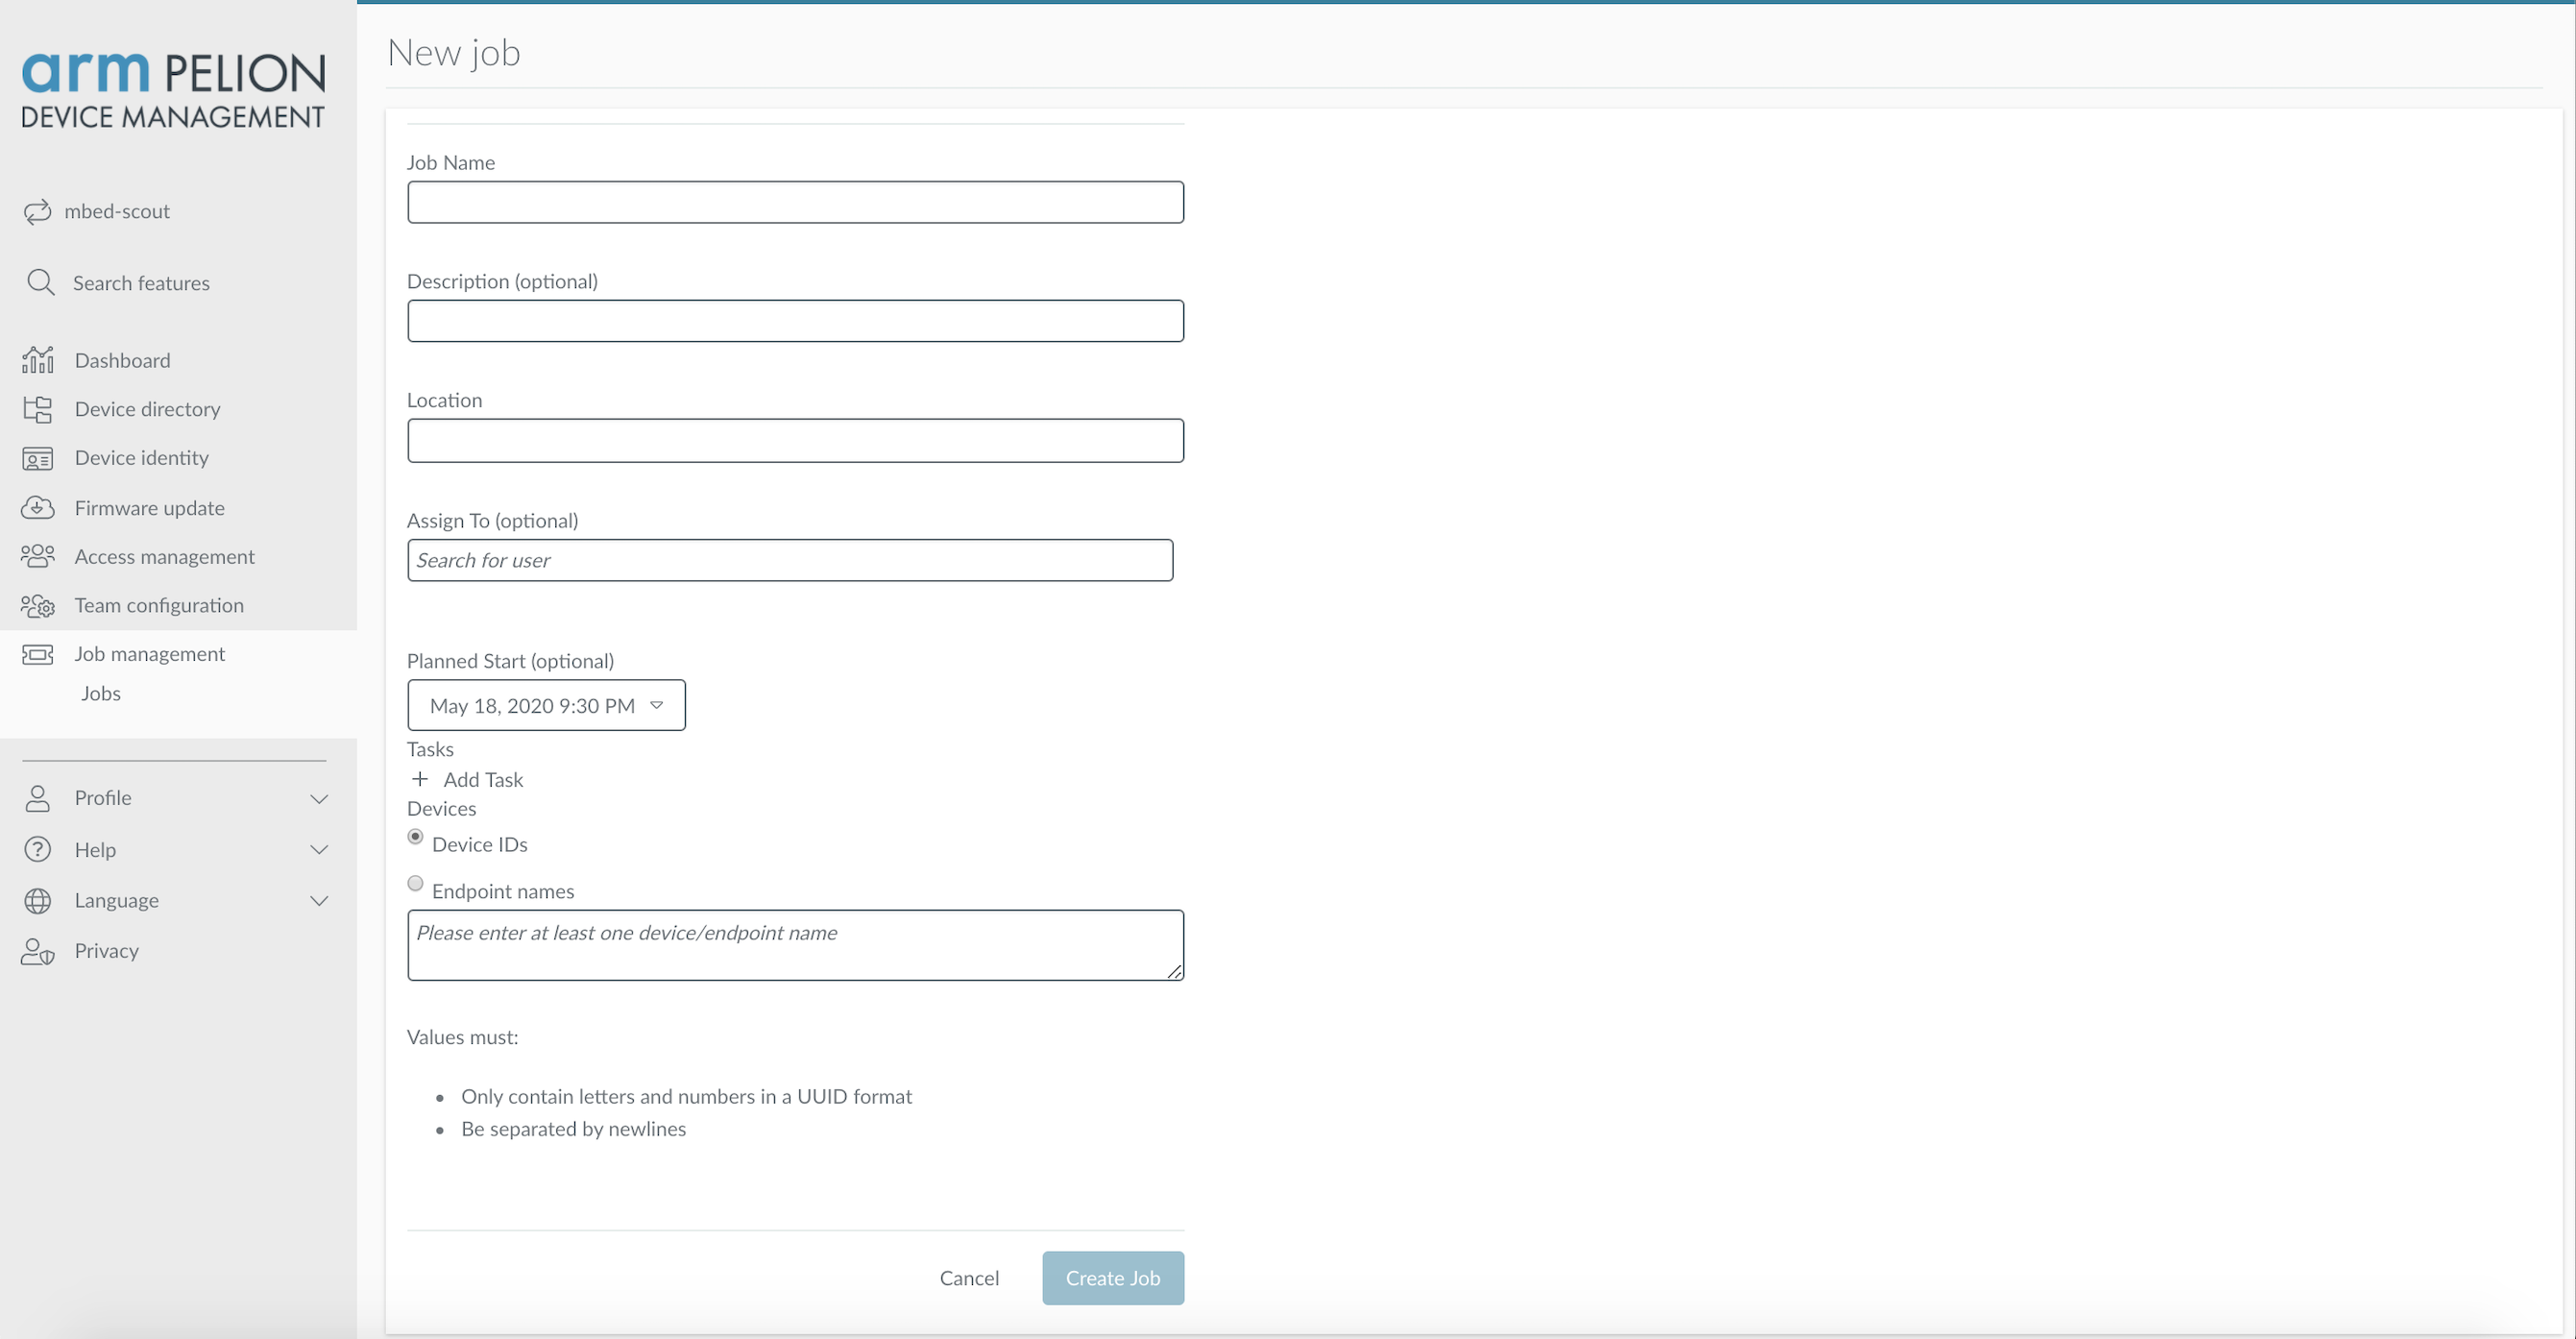 arm PELION
DEVICE MANAGEMENT
mbed-scout
Search features
Dashboard
Device directory
Device identity
Firmware update
Access management
Team configuration
Job management
Jobs
Profile
Help
Language
Privacy
New job
Job Name
Description (optional)
Location
Assign To (optional)
Search for user
Planned Start (optional)
May 18, 2020 9:30 PM
Tasks
+ Add Task
Devices
Device IDs
Endpoint names
Please enter at least one device/endpoint name
Values must:
• Only contain letters and numbers in a UUID format
• Be separated by newlines
Cancel
Create Job